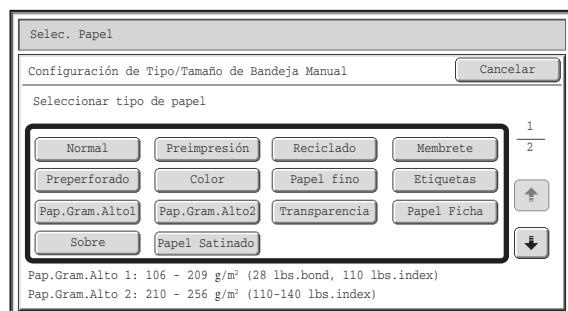 Selec. Papel
Configuración de Tipo/Tamaño de Bandeja Manual Cancelar
Seleccionar tipo de papel
1
2
Normal Preimpresión Reciclado Membrete
Preperforado Color Papel fino Etiquetas
Pap.Gram.Alto1 Pap.Gram.Alto2 Transparencia Papel Ficha
Sobre Papel Satinado
Pap.Gram.Alto 1: 106 - 209 g/m² (28 lbs.bond, 110 lbs.index)
Pap.Gram.Alto 2: 210 - 256 g/m² (110-140 lbs.index)